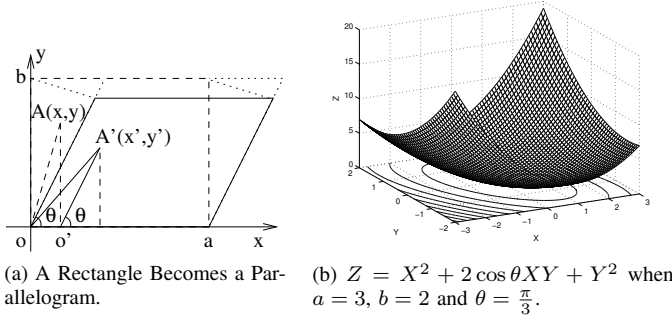 y
b
A(x,y)
A'(x',y')
θ
θ
o
o'
a
x
20
15
10
5
0
Z
2
1
0
−1
−2
Y
−3
−2
−1
0
1
2
3
X
(a) A Rectangle Becomes a Par-
allelogram.
(b) Z = X² + 2 cos θXY + Y² when
a = 3, b = 2 and θ = π/3.